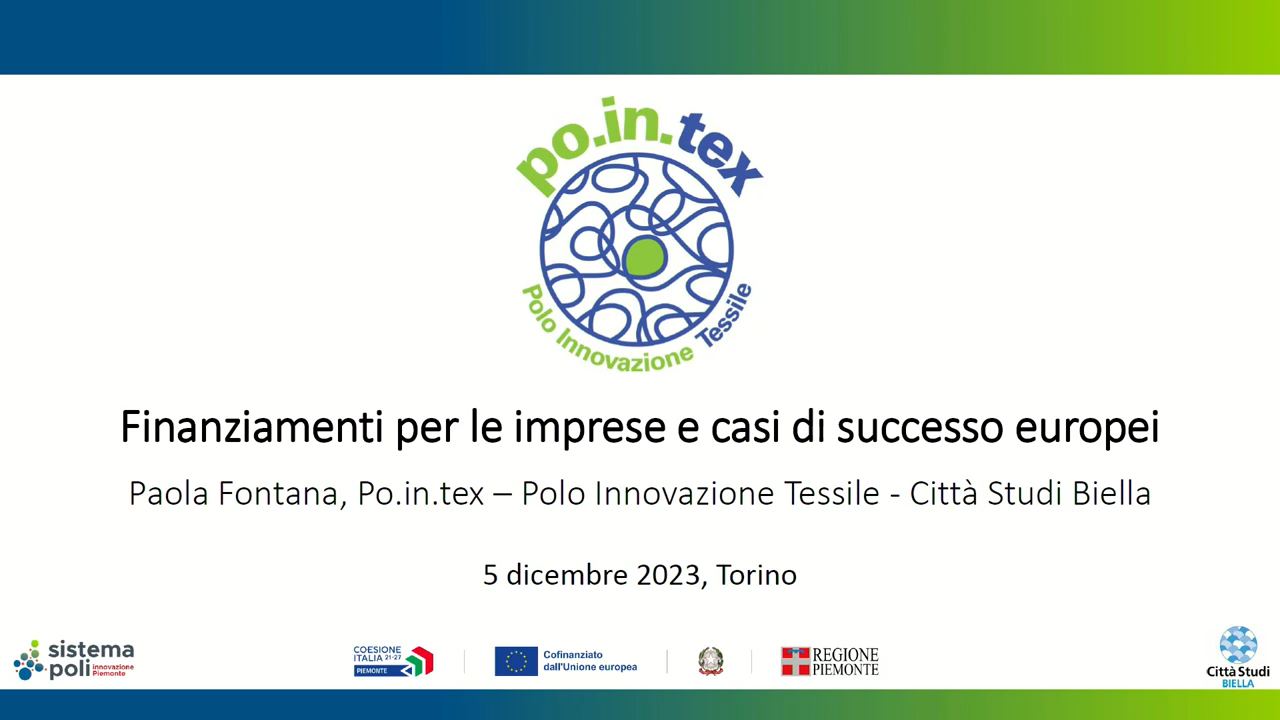 po.in.tex
Polo Innovazione Tessile
Finanziamenti per le imprese e casi di successo europei
Paola Fontana, Po.in.tex – Polo Innovazione Tessile - Città Studi Biella
5 dicembre 2023, Torino
sistema
poli innovazione
Piemonte
COESIONE
ITALIA 21-27
PIEMONTE
Cofinanziato
dall'Unione europea
REGIONE
PIEMONTE
Città Studi
BIELLA